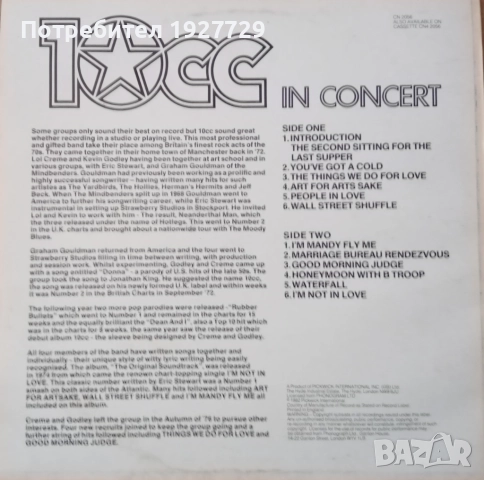 Потребител 1927729
10cc IN CONCERT
CN 2056
ALSO AVAILABLE ON
CASSETTE
Some groups only sound their best on record but 10cc sound great
whether recording in a studio or playing live. This most professional
and gifted band take their place among Britain's finest rock acts of the
70s. They came together in their home town of Manchester back in '72.
Lol Creme and Kevin Godley having been together at art school and in
various groups, with Eric Stewart, and Graham Gouldman of the
Mindbenders. Gouldman had previously been working as a prolific and
highly successful songwriter – having written many hits for such
artistes as The Yardbirds, The Hollies, Herman's Hermits and Jeff
Beck. When The Mindbenders split up in 1968 Gouldman went to
America to further his songwriting career, while Eric Stewart was
instrumental in setting up Strawberry Studios in Stockport. He invited
Lol and Kevin to work with him – The result, Neanderthal Man, which
the three released under the name of Hotlegs. This went to Number 2
in the U.K. charts and brought about a nationwide tour with The Moody
Blues.
Graham Gouldman returned from America and the four went to
Strawberry Studios filling in time between writing, with production
and session work. Whilst experimenting, Godley and Creme came up
with a song entitled "Donna" – a parody of U.S. hits of the late 50s. The
group took the song to Jonathan King. He suggested the name 10cc,
the song was released on his newly formed U.K. label and within weeks
it was Number 2 in the British Charts in September '72.
The following year two more pop parodies were released – "Rubber
Bullets" which went to Number 1 and remained in the charts for 15
weeks and the equally brilliant the "Dean and I", also a Top 10 hit which
was in the charts for 8 weeks. the same year saw the release of their
debut album 10cc – the sleeve being designed by Creme and Godley.
All four members of the band have written songs together and
individually – their unique style of witty lyric writing being easily
recognised. The album, "The Original Soundtrack", was released
in 1974 from which came the renown chart-topping single I'M NOT IN
LOVE. This classic number written by Eric Stewart was a Number 1
smash on both sides of the Atlantic. Many hits followed including ART
FOR ARTSAKE, WALL STREET SHUFFLE and I'M MANDY FLY ME all
included on this album.
Creme and Godley left the group in the Autumn of '76 to pursue other
interests. Four new recruits joined to keep the group going and a
further string of hits followed including THINGS WE DO FOR LOVE and
GOOD MORNING JUDGE.
SIDE ONE
1. INTRODUCTION
THE SECOND SITTING FOR THE
LAST SUPPER
2. YOU'VE GOT A COLD
3. THE THINGS WE DO FOR LOVE
4. ART FOR ARTS SAKE
5. PEOPLE IN LOVE
6. WALL STREET SHUFFLE
SIDE TWO
1. I'M MANDY FLY ME
2. MARRIAGE BUREAU RENDEZVOUS
3. GOOD MORNING JUDGE
4. HONEYMOON WITH B TROOP
5. WATERFALL
6. I'M NOT IN LOVE
bazar